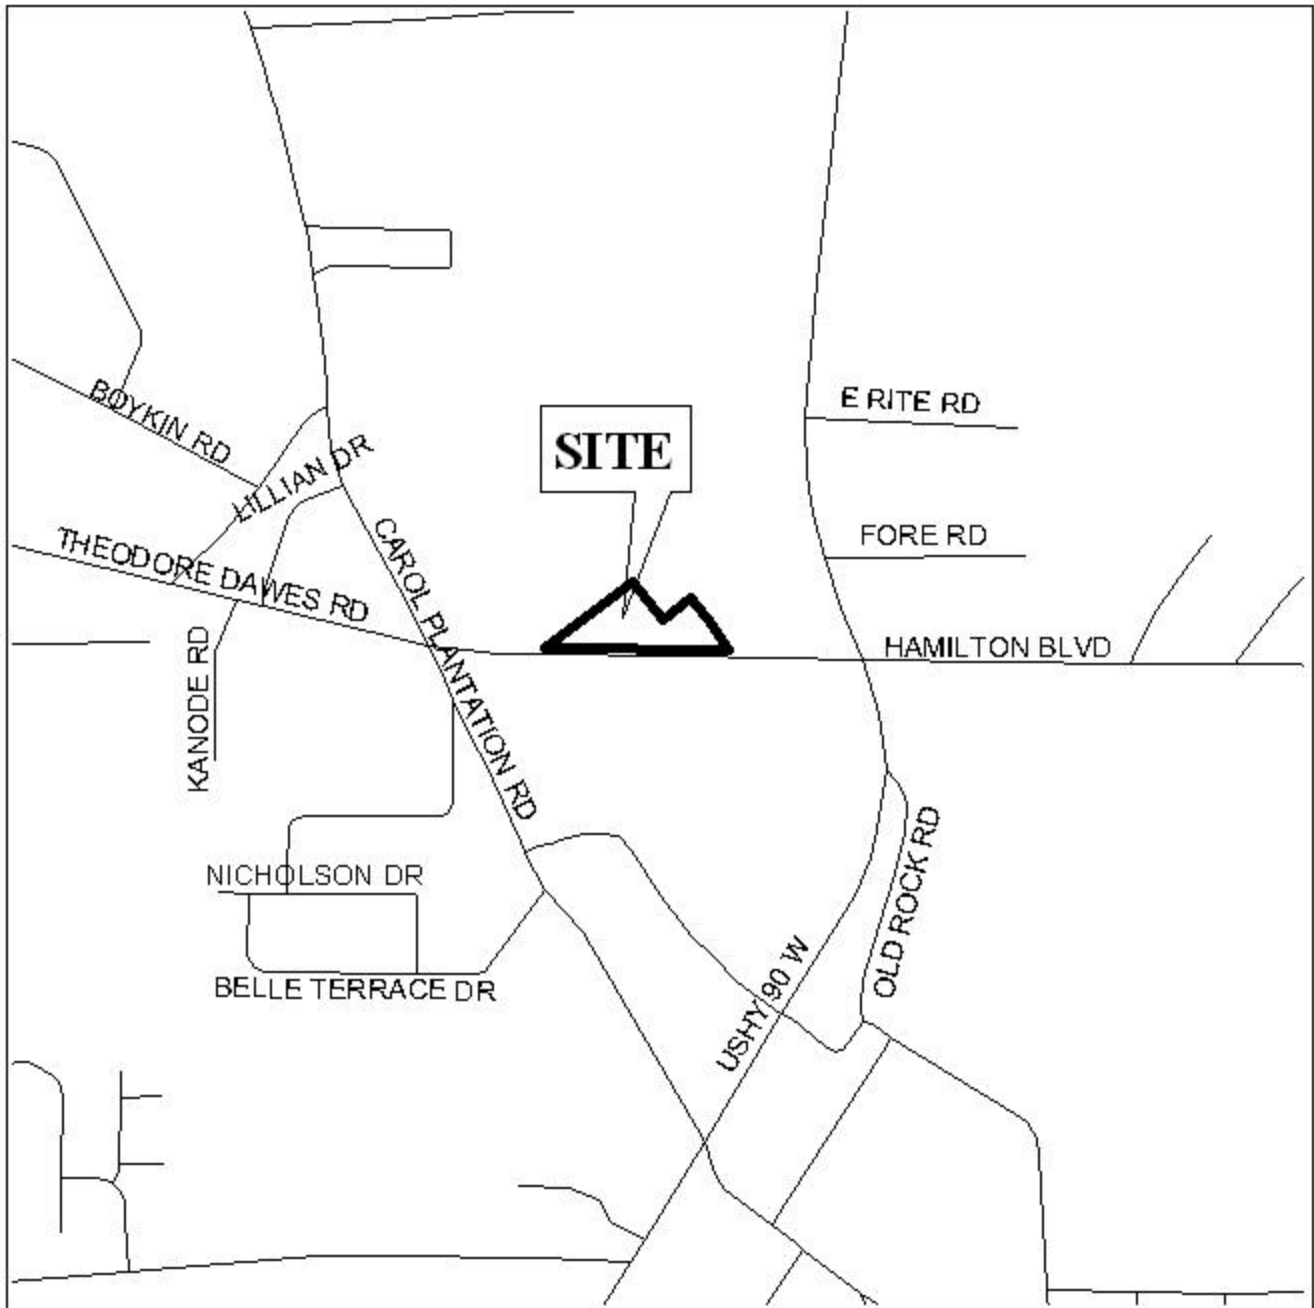 BOYKIN RD
E RITE RD
LILLIAN DR
SITE
THEODORE DAWES RD
CAROL PLANTATION RD
FORE RD
HAMILTON BLVD
KANODE RD
NICHOLSON DR
OLD ROCK RD
BELLE TERRACE DR
USHY 90 W